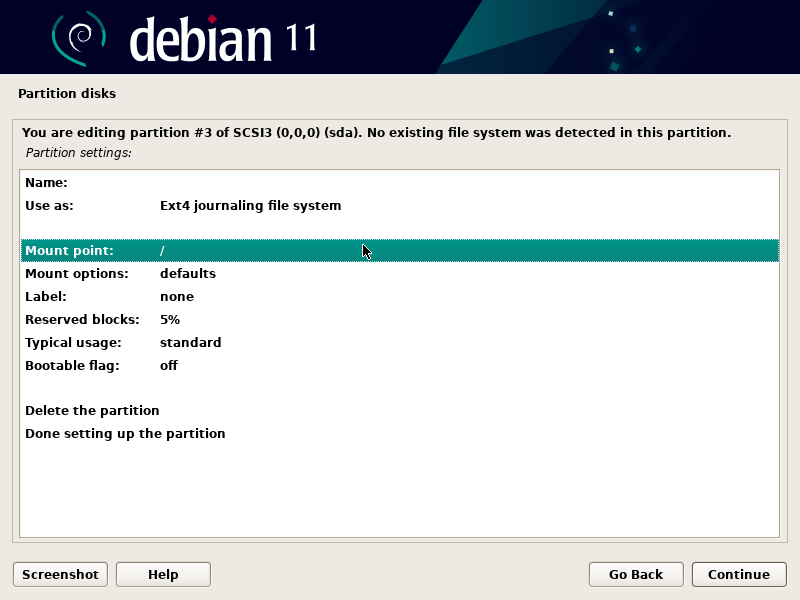 debian 11
Partition disks
You are editing partition #3 of SCSI3 (0,0,0) (sda). No existing file system was detected in this partition.
Partition settings:
Name:
Use as: Ext4 journaling file system
Mount point: /
Mount options: defaults
Label: none
Reserved blocks: 5%
Typical usage: standard
Bootable flag: off
Delete the partition
Done setting up the partition
Screenshot Help Go Back Continue